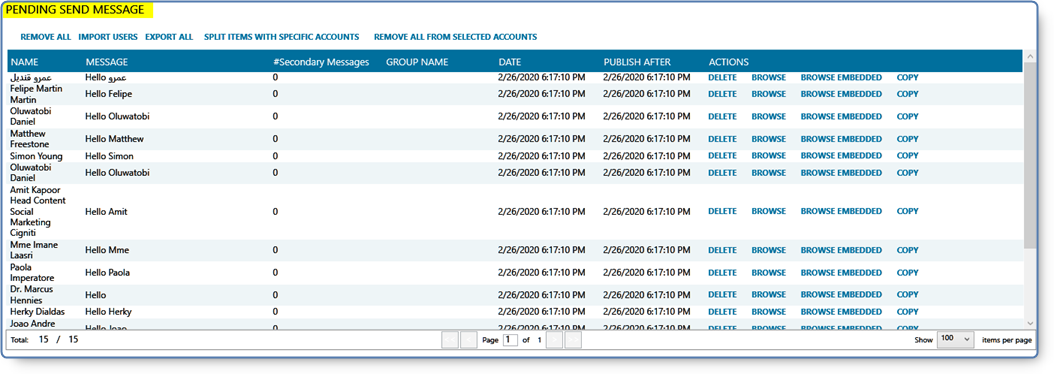 PENDING SEND MESSAGE
REMOVE ALL IMPORT USERS EXPORT ALL SPLIT ITEMS WITH SPECIFIC ACCOUNTS REMOVE ALL FROM SELECTED ACCOUNTS
NAME MESSAGE #Secondary Messages GROUP NAME DATE PUBLISH AFTER ACTIONS
عمرو قنديل Hello عمرو 0 2/26/2020 6:17:10 PM 2/26/2020 6:17:10 PM DELETE BROWSE BROWSE EMBEDDED COPY
Felipe Martin
Martin Hello Felipe 0 2/26/2020 6:17:10 PM 2/26/2020 6:17:10 PM DELETE BROWSE BROWSE EMBEDDED COPY
Oluwatobi
Daniel Hello Oluwatobi 0 2/26/2020 6:17:10 PM 2/26/2020 6:17:10 PM DELETE BROWSE BROWSE EMBEDDED COPY
Matthew
Freestone Hello Matthew 0 2/26/2020 6:17:10 PM 2/26/2020 6:17:10 PM DELETE BROWSE BROWSE EMBEDDED COPY
Simon Young Hello Simon 0 2/26/2020 6:17:10 PM 2/26/2020 6:17:10 PM DELETE BROWSE BROWSE EMBEDDED COPY
Oluwatobi
Daniel Hello Oluwatobi 0 2/26/2020 6:17:10 PM 2/26/2020 6:17:10 PM DELETE BROWSE BROWSE EMBEDDED COPY
Amit Kapoor
Head Content
Social
Marketing
Cigniti Hello Amit 0 2/26/2020 6:17:10 PM 2/26/2020 6:17:10 PM DELETE BROWSE BROWSE EMBEDDED COPY
Mme Imane
Laasri Hello Mme 0 2/26/2020 6:17:10 PM 2/26/2020 6:17:10 PM DELETE BROWSE BROWSE EMBEDDED COPY
Paola
Imperatore Hello Paola 0 2/26/2020 6:17:10 PM 2/26/2020 6:17:10 PM DELETE BROWSE BROWSE EMBEDDED COPY
Dr. Marcus
Hennies Hello 0 2/26/2020 6:17:10 PM 2/26/2020 6:17:10 PM DELETE BROWSE BROWSE EMBEDDED COPY
Herky Dialdas Hello Herky 0 2/26/2020 6:17:10 PM 2/26/2020 6:17:10 PM DELETE BROWSE BROWSE EMBEDDED COPY
Joao Andre Hello Joao 0 2/26/2020 6:17:10 PM 2/26/2020 6:17:10 PM DELETE BROWSE BROWSE EMBEDDED COPY
Total: 15 / 15 Page 1 of 1 Show 100 items per page